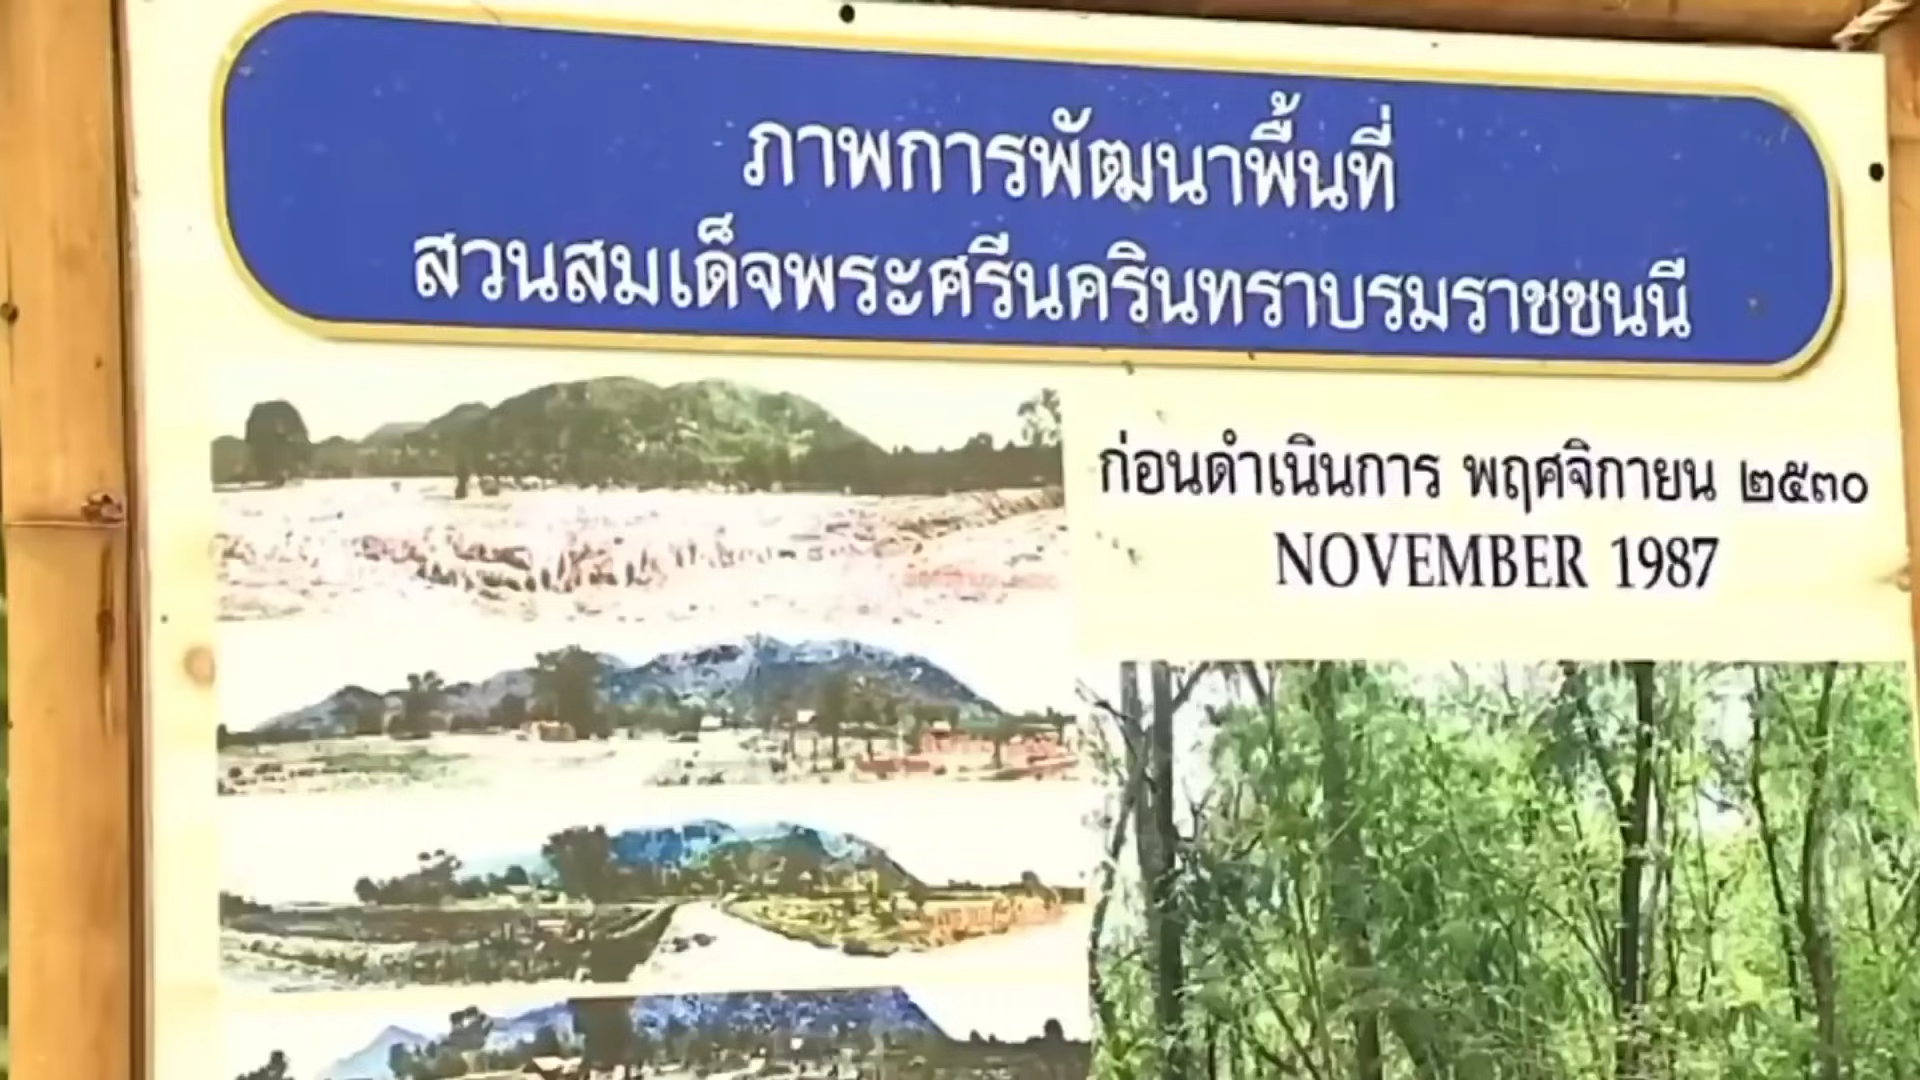 ภาพการพัฒนาพื้นที่
สวนสมเด็จพระศรีนครินทราบรมราชชนนี
ก่อนดำเนินการ พฤศจิกายน ๒๕๓๐
NOVEMBER 1987